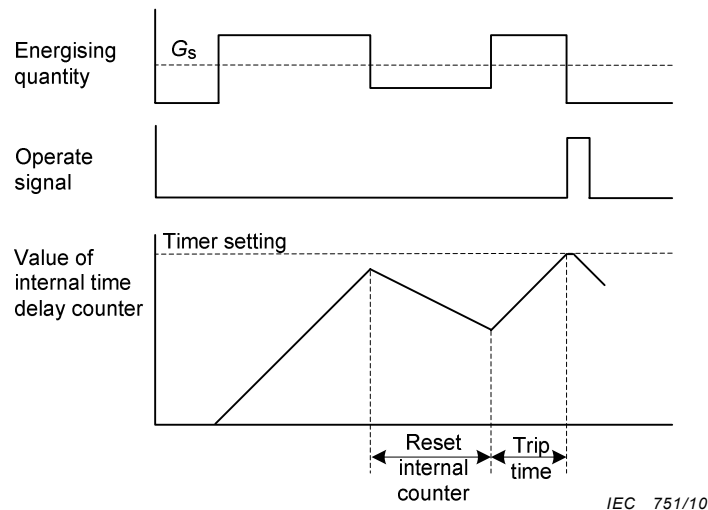 Energising
quantity
Gs
Operate
signal
Value of
internal time
delay counter
Timer setting
Reset
internal
counter
Trip
time
IEC 751/10